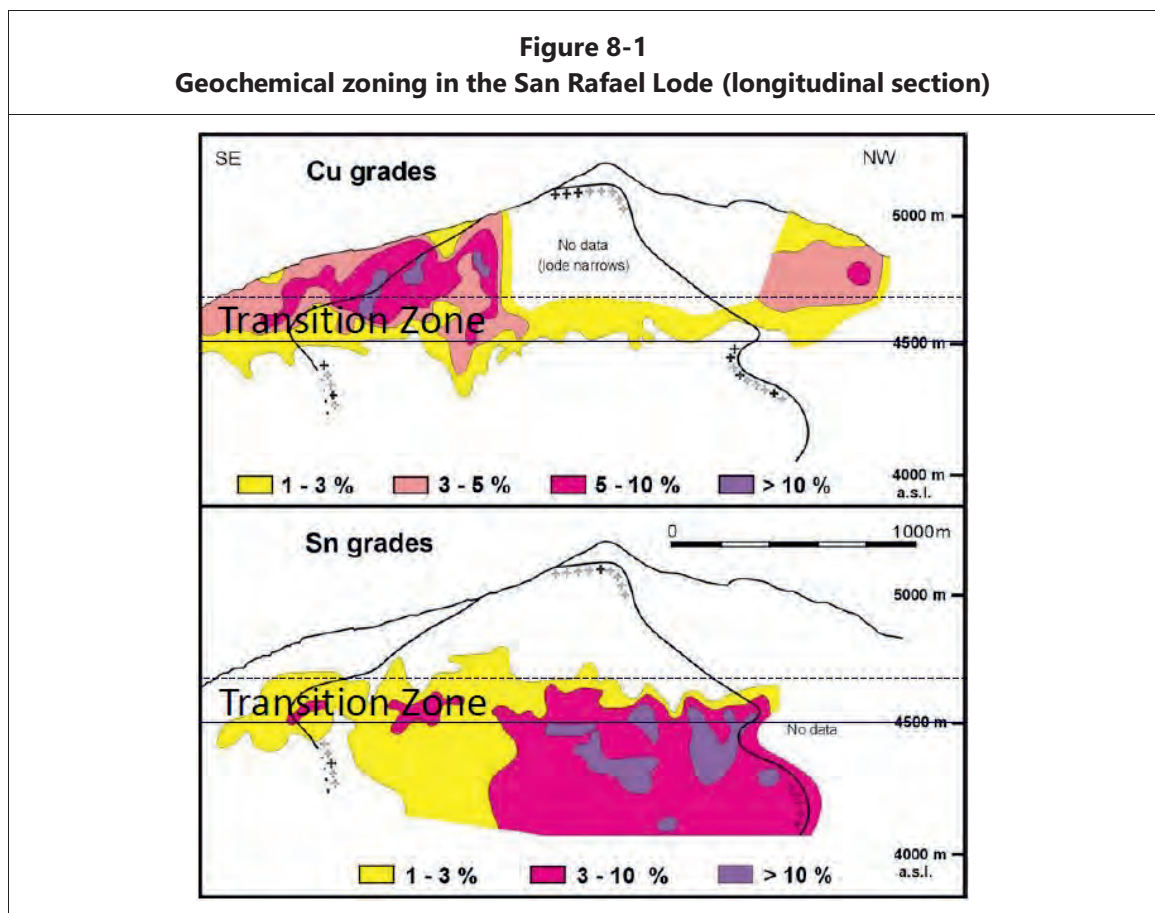 Figure 8-1
Geochemical zoning in the San Rafael Lode (longitudinal section)
SE
NW
Cu grades
5000 m
No data
(lode narrows)
Transition Zone
4500 m
4000 m
a.s.l.
1 - 3 %
3 - 5 %
5 - 10 %
> 10 %
Sn grades
0
1000m
5000 m
Transition Zone
4500 m
No data
4000 m
a.s.l.
1 - 3 %
3 - 10 %
> 10 %